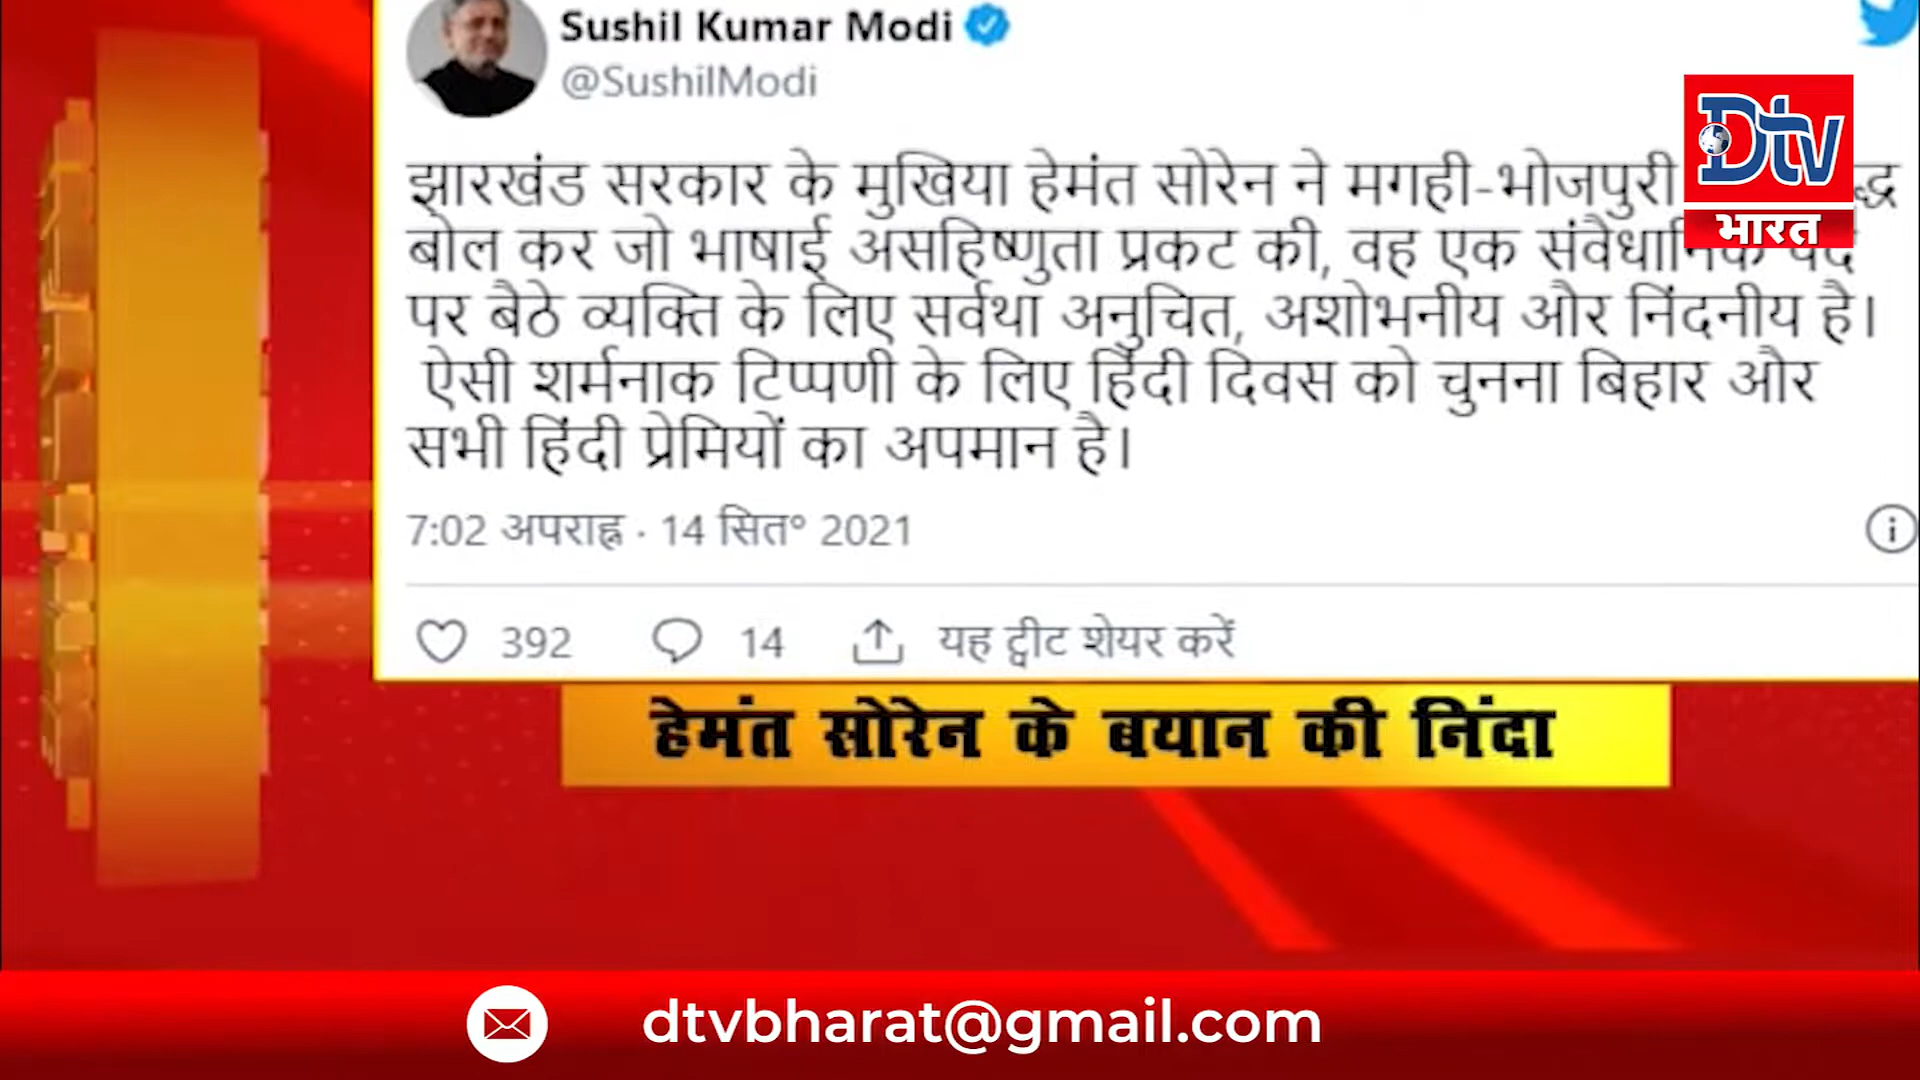 Sushil Kumar Modi
@SushilModi
Dtv
भारत
झारखंड सरकार के मुखिया हेमंत सोरेन ने मगही-भोजपुरी
बोल कर जो भाषाई असहिष्णुता प्रकट की, वह एक संवैधानिक पद
पर बैठे व्यक्ति के लिए सर्वथा अनुचित, अशोभनीय और निंदनीय है।
ऐसी शर्मनाक टिप्पणी के लिए हिंदी दिवस को चुनना बिहार और
सभी हिंदी प्रेमियों का अपमान है।
7:02 अपराह्न · 14 सित॰ 2021
392 14 यह ट्वीट शेयर करें
हेमंत सोरेन के बयान की निंदा
dtvbharat@gmail.com